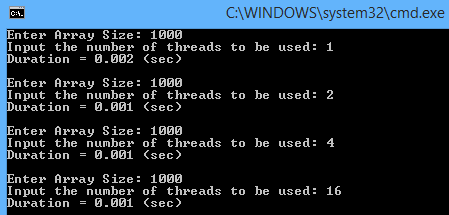 C:\WINDOWS\system32\cmd.exe
Enter Array Size: 1000
Input the number of threads to be used: 1
Duration = 0.002 (sec)
Enter Array Size: 1000
Input the number of threads to be used: 2
Duration = 0.001 (sec)
Enter Array Size: 1000
Input the number of threads to be used: 4
Duration = 0.001 (sec)
Enter Array Size: 1000
Input the number of threads to be used: 16
Duration = 0.001 (sec)